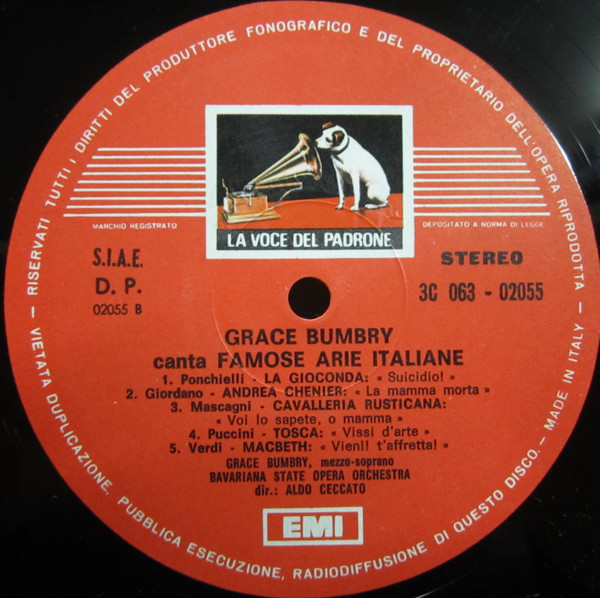 — RISERVATI TUTTI I DIRITTI DEL PRODUTTORE FONOGRAFICO E DEL PROPRIETARIO DELL'OPERA RIPRODOTTA —
LA VOCE DEL PADRONE
MARCHIO REGISTRATO
DEPOSITATO A NORMA DI LEGGE
S.I.A.E.
D. P.
02055 B
STEREO
3C 063 - 02055
GRACE BUMBRY
canta FAMOSE ARIE ITALIANE
1. Ponchielli - LA GIOCONDA: « Suicidio! »
2. Giordano - ANDREA CHENIER: « La mamma morta »
3. Mascagni - CAVALLERIA RUSTICANA:
« Voi lo sapete, o mamma »
4. Puccini - TOSCA: « Vissi d'arte »
5. Verdi - MACBETH: « Vieni! t'affretta! »
GRACE BUMBRY, mezzo-soprano
BAVARIANA STATE OPERA ORCHESTRA
dir.: ALDO CECCATO
EMI
VIETATA DUPLICAZIONE, PUBBLICA ESECUZIONE, RADIODIFFUSIONE DI QUESTO DISCO. — MADE IN ITALY —